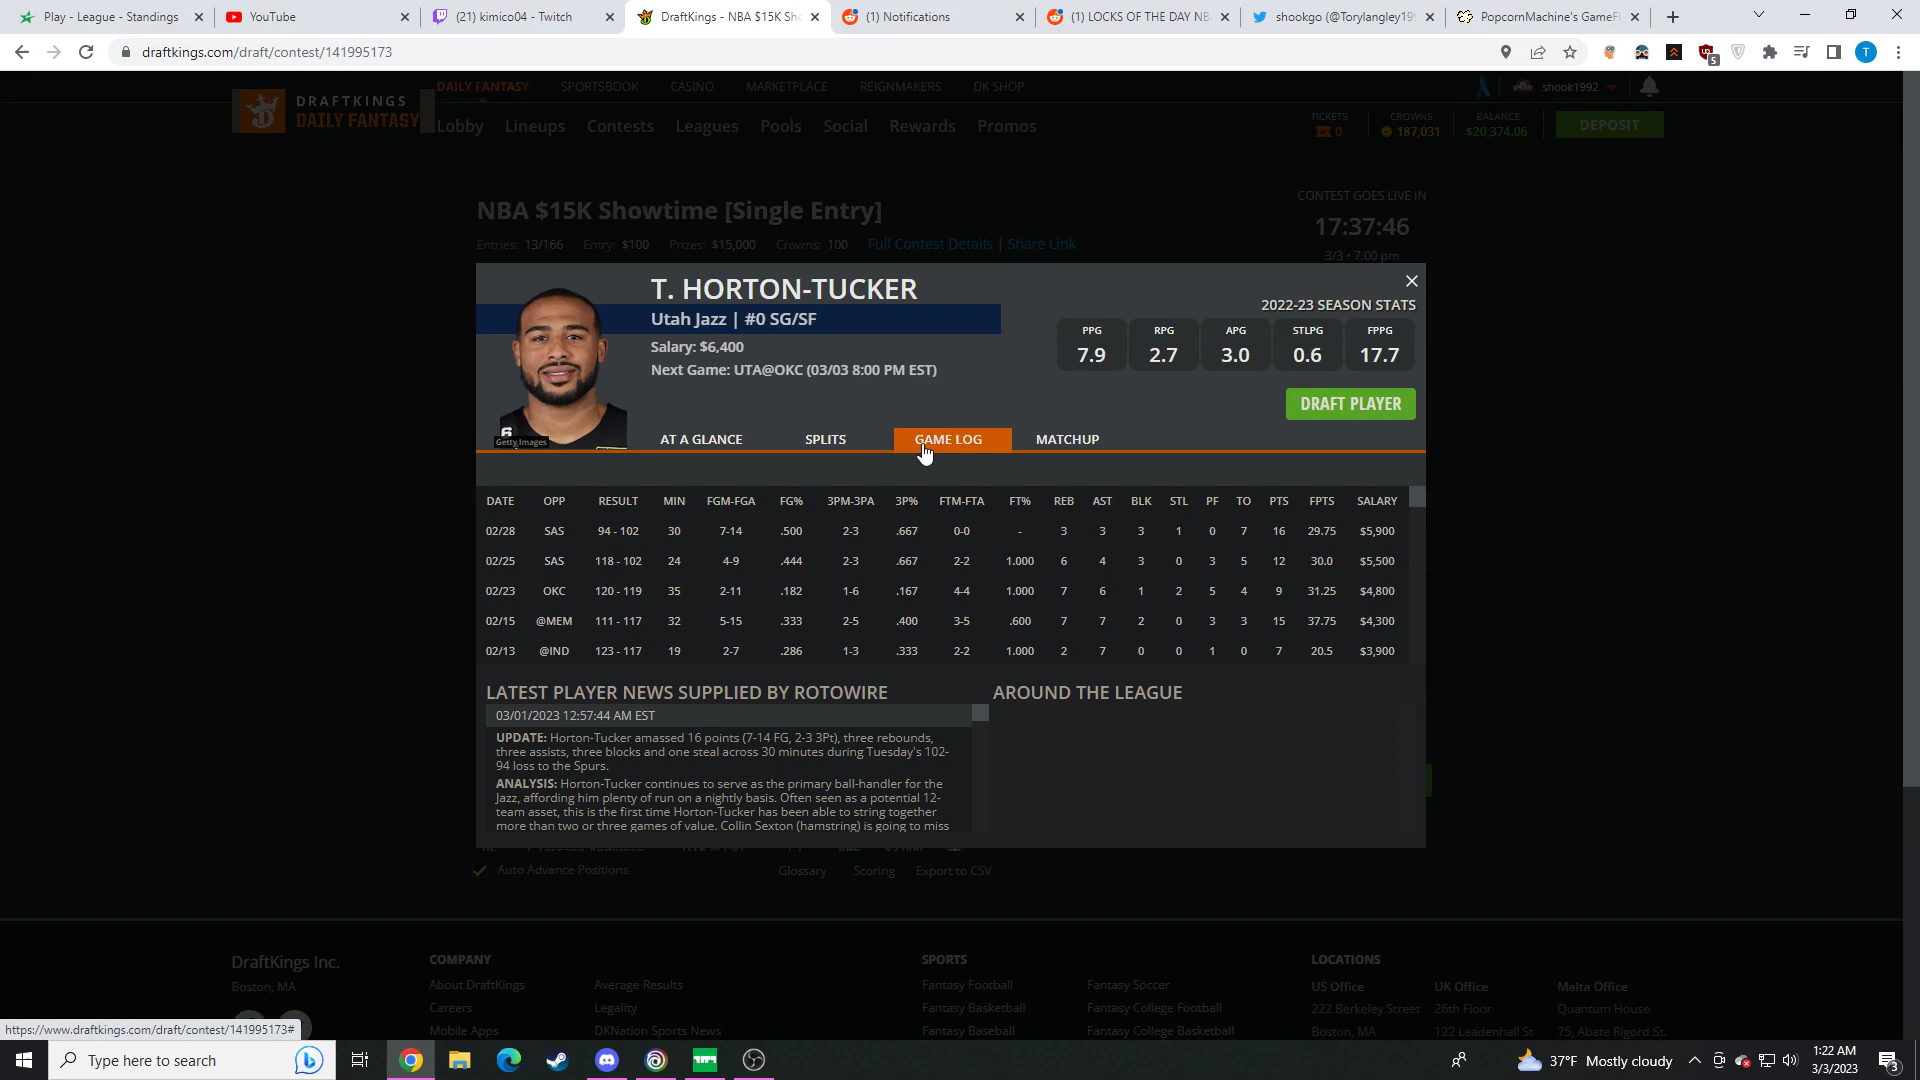 Play - League - Standings
YouTube
(21) kimico04 - Twitch
DraftKings - NBA $15K Sho
(1) Notifications
(1) LOCKS OF THE DAY NB
shookgo (@Torylangley199
PopcornMachine's GameFl
draftkings.com/draft/contest/141995173
5
T
DAILY FANTASY SPORTSBOOK CASINO MARKETPLACE REIGNMAKERS DK SHOP
shook1992
DRAFTKINGS
DAILY FANTASY
Lobby Lineups Contests Leagues Pools Social Rewards Promos
TICKETS 0
CROWNS 187,031
BALANCE $20,374.06
DEPOSIT
NBA $15K Showtime [Single Entry]
CONTEST GOES LIVE IN
17:37:46
3/3 • 7:00 pm
Entries: 13/166 Entry: $100 Prizes: $15,000 Crowns: 100 Full Contest Details | Share Link
T. HORTON-TUCKER
Utah Jazz | #0 SG/SF
Salary: $6,400
Next Game: UTA@OKC (03/03 8:00 PM EST)
6
Getty Images
2022-23 SEASON STATS
PPG RPG APG STLPG FPPG
7.9 2.7 3.0 0.6 17.7
DRAFT PLAYER
AT A GLANCE SPLITS GAME LOG MATCHUP
DATE OPP RESULT MIN FGM-FGA FG% 3PM-3PA 3P% FTM-FTA FT% REB AST BLK STL PF TO PTS FPTS SALARY
02/28 SAS 94 - 102 30 7-14 .500 2-3 .667 0-0 - 3 3 3 1 0 7 16 29.75 $5,900
02/25 SAS 118 - 102 24 4-9 .444 2-3 .667 2-2 1.000 6 4 3 0 3 5 12 30.0 $5,500
02/23 OKC 120 - 119 35 2-11 .182 1-6 .167 4-4 1.000 7 6 1 2 5 4 9 31.25 $4,800
02/15 @MEM 111 - 117 32 5-15 .333 2-5 .400 3-5 .600 7 7 2 0 3 3 15 37.75 $4,300
02/13 @IND 123 - 117 19 2-7 .286 1-3 .333 2-2 1.000 2 7 0 0 1 0 7 20.5 $3,900
LATEST PLAYER NEWS SUPPLIED BY ROTOWIRE
AROUND THE LEAGUE
03/01/2023 12:57:44 AM EST
UPDATE: Horton-Tucker amassed 16 points (7-14 FG, 2-3 3Pt), three rebounds,
three assists, three blocks and one steal across 30 minutes during Tuesday's 102-
94 loss to the Spurs.
ANALYSIS: Horton-Tucker continues to serve as the primary ball-handler for the
Jazz, affording him plenty of run on a nightly basis. Often seen as a potential 12-
team asset, this is the first time Horton-Tucker has been able to string together
more than two or three games of value. Collin Sexton (hamstring) is going to miss
Auto Advance Positions
Glossary Scoring Export to CSV
DraftKings Inc.
Boston, MA
COMPANY
About DraftKings
Careers
Mobile Apps
Average Results
Legality
DKNation Sports News
SPORTS
Fantasy Football
Fantasy Basketball
Fantasy Baseball
Fantasy Soccer
Fantasy College Football
Fantasy College Basketball
LOCATIONS
US Office
222 Berkeley Street
Boston, MA
UK Office
26th Floor
122 Leadenhall St
Malta Office
Quantum House
75, Abate Rigord St.
https://www.draftkings.com/draft/contest/141995173#
Type here to search
37°F Mostly cloudy
1:22 AM
3/3/2023
3